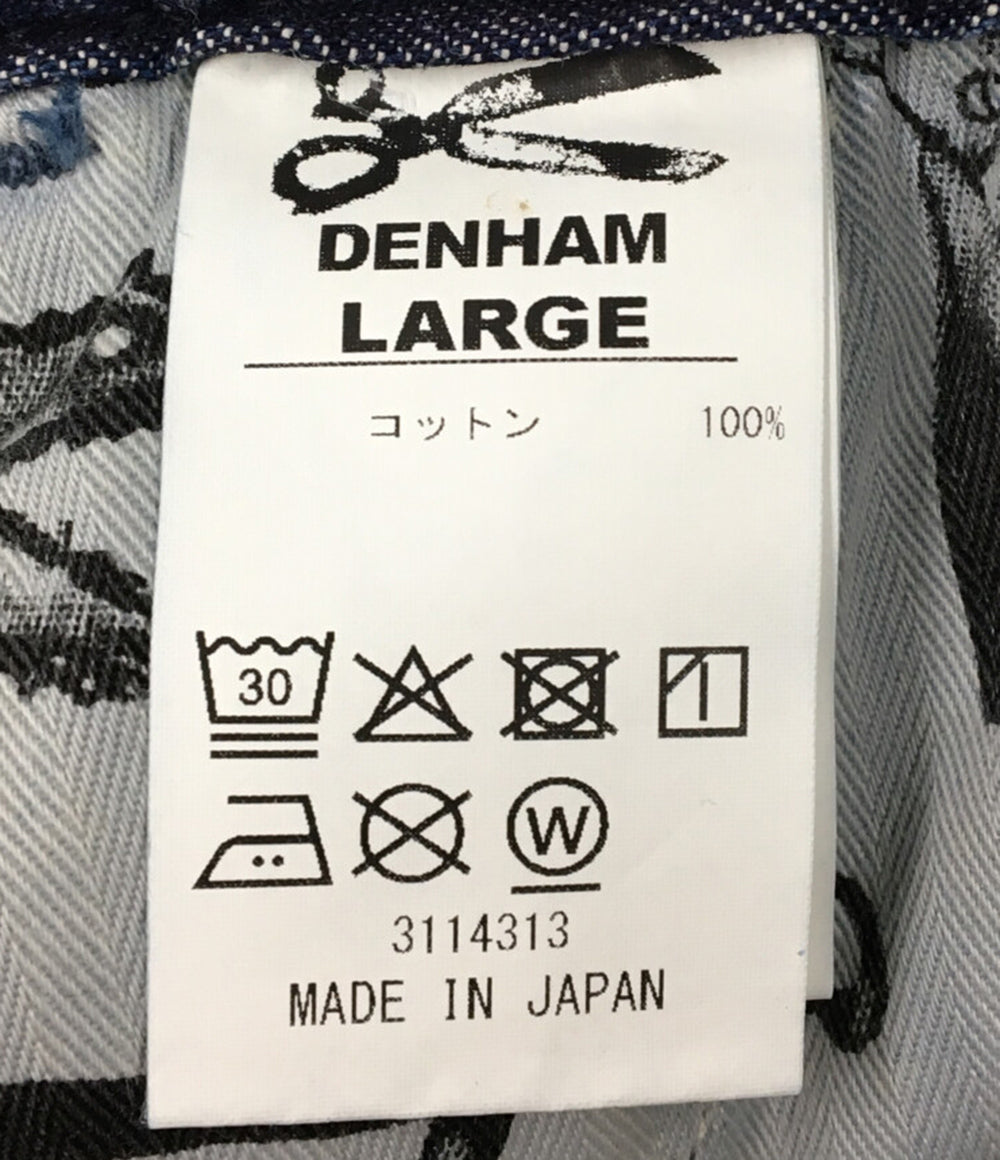 DENHAM
LARGE
コットン 100%
30
W
3114313
MADE IN JAPAN